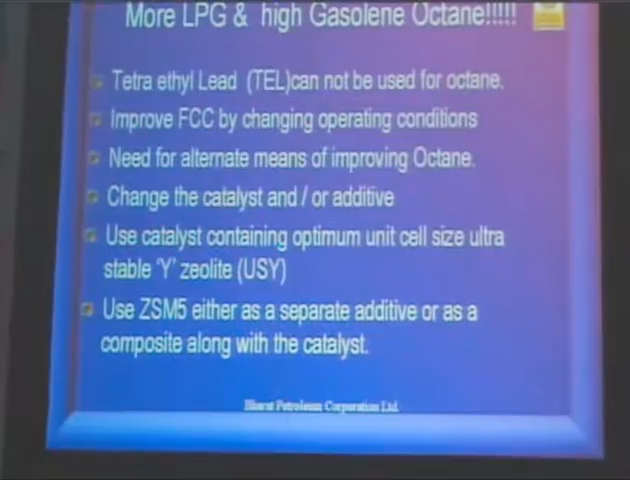 More LPG & high Gasolene Octane!!!!!
Tetra ethyl Lead (TEL)can not be used for octane.
Improve FCC by changing operating conditions
Need for alternate means of improving Octane.
Change the catalyst and / or additive
Use catalyst containing optimum unit cell size ultra
stable 'Y' zeolite (USY)
Use ZSM5 either as a separate additive or as a
composite along with the catalyst.
Bharat Petroleum Corporation Ltd.